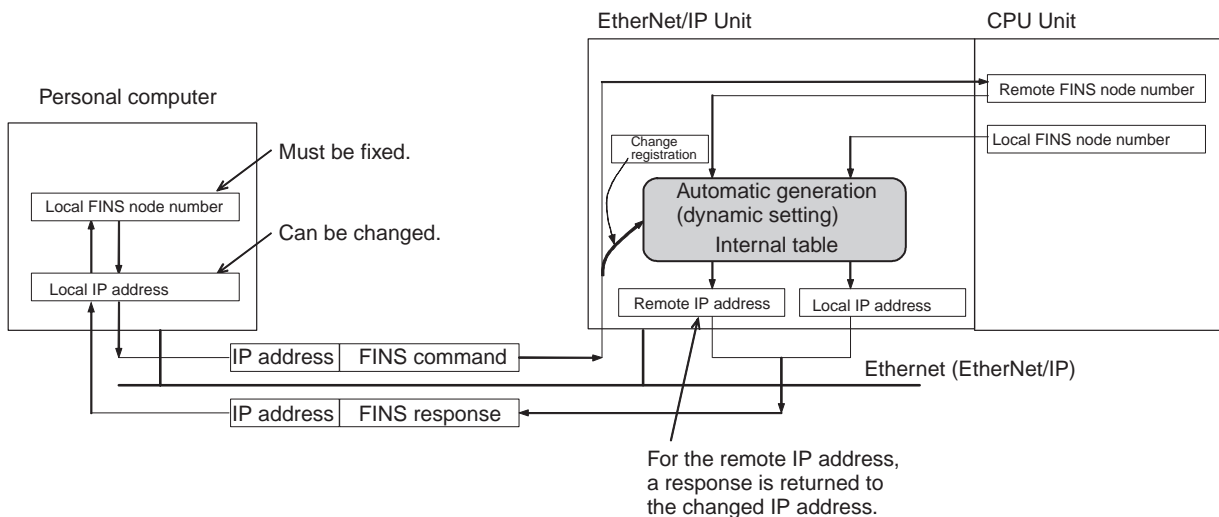 EtherNet/IP Unit
CPU Unit
Personal computer
Remote FINS node number
Must be fixed.
Change
registration
Local FINS node number
Automatic generation
(dynamic setting)
Internal table
Local FINS node number
Can be changed.
Local IP address
Remote IP address
Local IP address
IP address
FINS command
Ethernet (EtherNet/IP)
IP address
FINS response
For the remote IP address,
a response is returned to
the changed IP address.